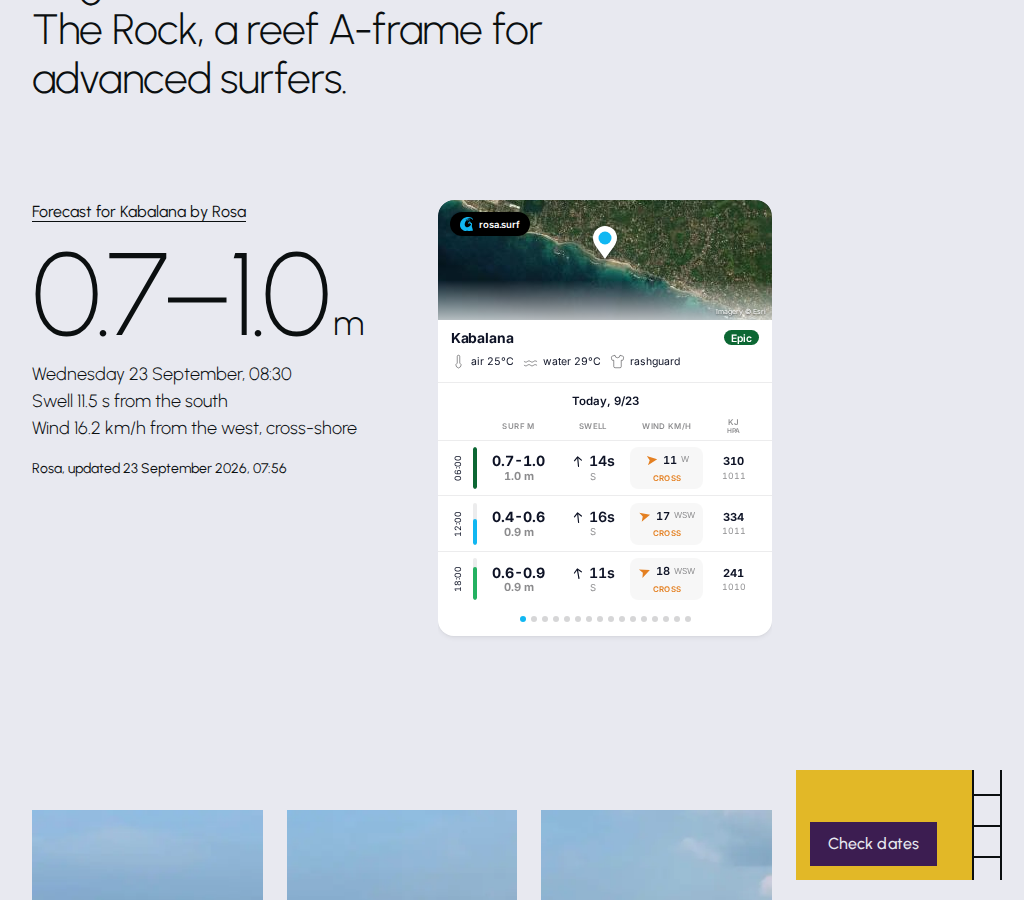 The Rock, a reef A-frame for
advanced surfers.
Forecast for Kabalana by Rosa
0.7—1.0 m
Wednesday 23 September, 08:30
Swell 11.5 s from the south
Wind 16.2 km/h from the west, cross-shore
Rosa, updated 23 September 2026, 07:56
rosa.surf
Imagery © Esri
Kabalana
Epic
air 25°C water 29°C rashguard
Today, 9/23
SURF M SWELL WIND KM/H KJ
HPA
06:00
0.7-1.0 14s 11 W 310
1.0 m S CROSS 1011
12:00
0.4-0.6 16s 17 WSW 334
0.9 m S CROSS 1011
18:00
0.6-0.9 11s 18 WSW 241
0.9 m S CROSS 1010
Check dates